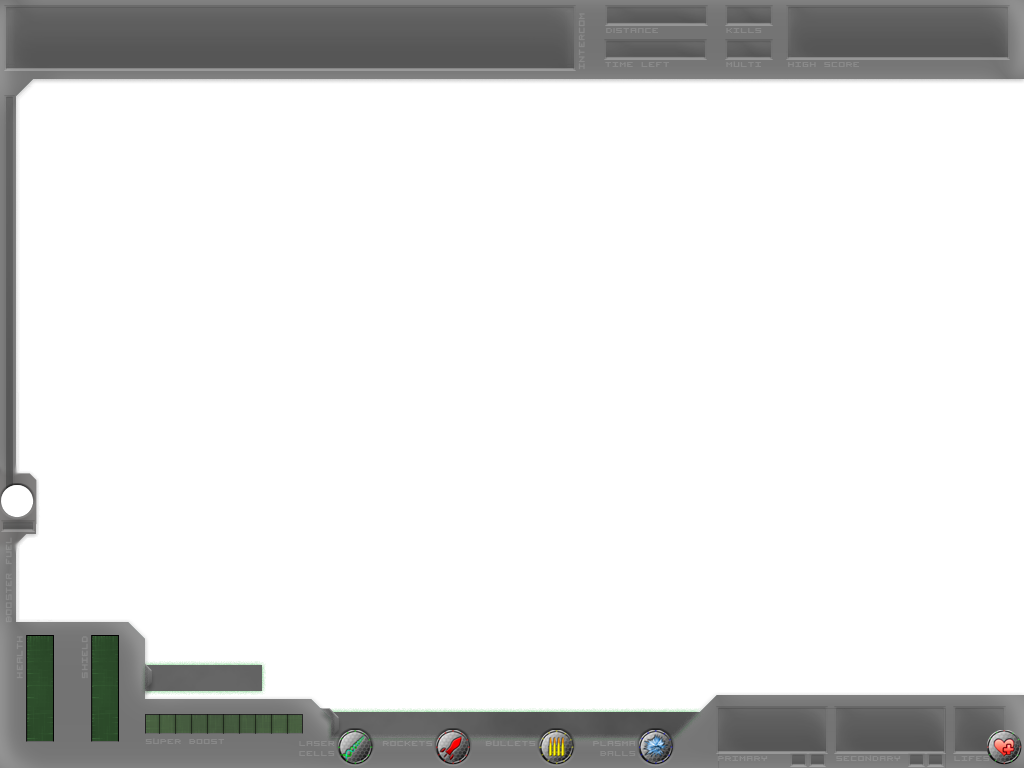 INTERCOM
DISTANCE
KILLS
TIME LEFT
MULTI
HIGH SCORE
BOOSTER FUEL
HEALTH
SHIELD
SUPER BOOST
LASER
CELLS
ROCKETS
BULLETS
PLASMA
BALLS
PRIMARY
SECONDARY
LIFES